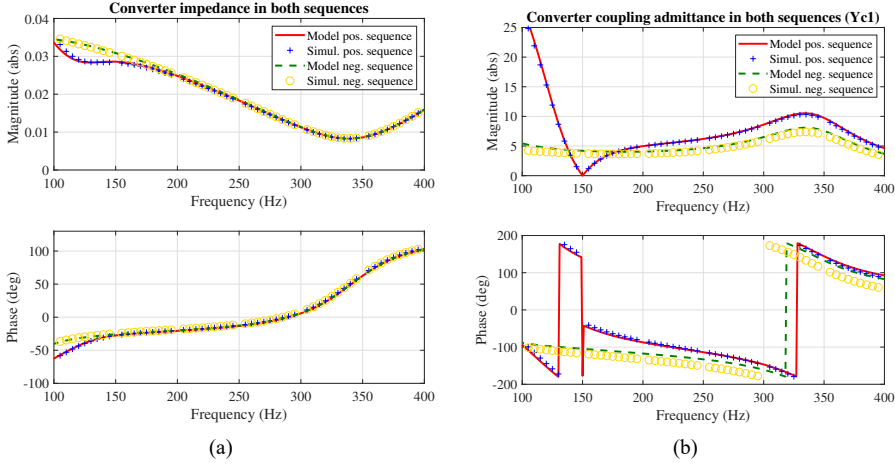 Converter impedance in both sequences
0.04
0.03
0.02
0.01
0
Magnitude (abs)
Model pos. sequence
Simul. pos. sequence
Model neg. sequence
Simul. neg. sequence
100 150 200 250 300 350 400
Frequency (Hz)
100
50
0
-50
-100
Phase (deg)
100 150 200 250 300 350 400
Frequency (Hz)
(a)
Converter coupling admittance in both sequences (Yc1)
25
20
15
10
5
0
Magnitude (abs)
Model pos. sequence
Simul. pos. sequence
Model neg. sequence
Simul. neg. sequence
100 150 200 250 300 350 400
Frequency (Hz)
200
100
0
-100
-200
Phase (deg)
100 150 200 250 300 350 400
Frequency (Hz)
(b)